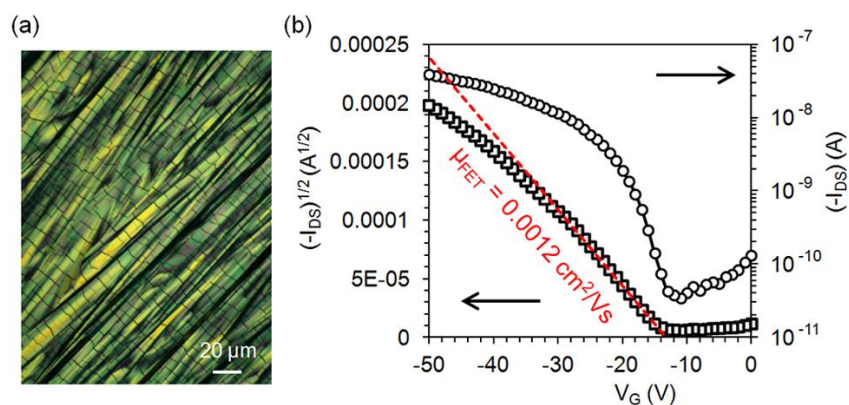 (a)
20 µm
(b)
0.00025
0.0002
0.00015
0.0001
5E-05
0
(-I_DS)^1/2 (A^1/2)
µ_FET = 0.0012 cm²/Vs
10⁻⁷
10⁻⁸
10⁻⁹
10⁻¹⁰
10⁻¹¹
(-I_DS) (A)
-50 -40 -30 -20 -10 0
V_G (V)